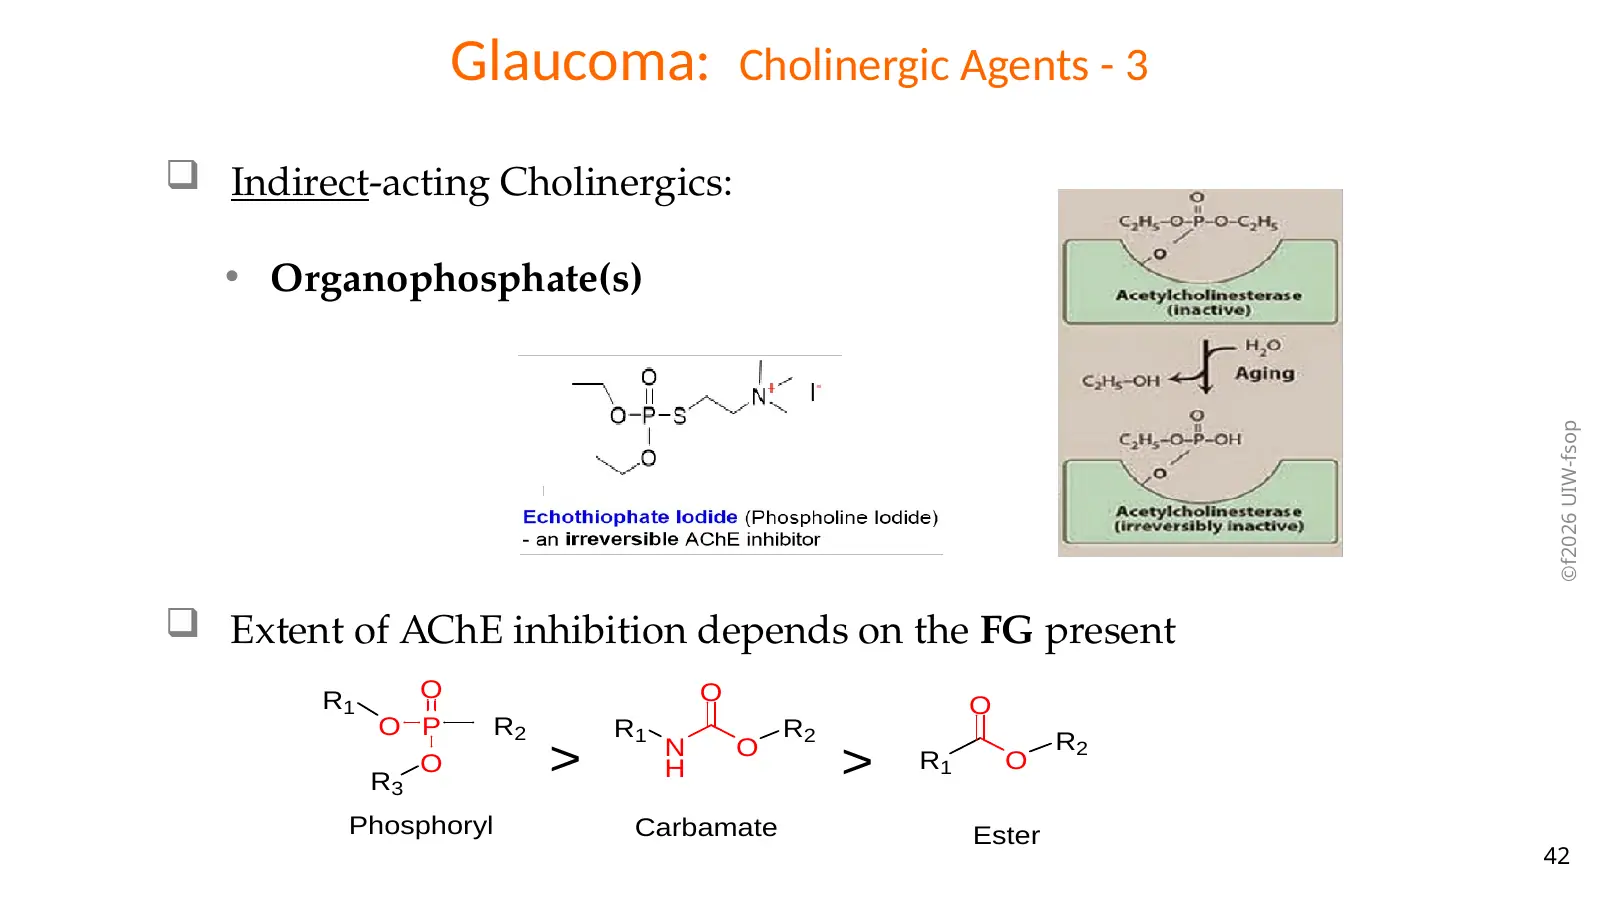 Glaucoma: Cholinergic Agents - 3
❑ Indirect-acting Cholinergics:
• Organophosphate(s)
O
O-P-S
N+
I-
O
Echothiophate Iodide (Phospholine Iodide)
- an irreversible AChE inhibitor
O
C₂H₅-O-P-O-C₂H₅
O
Acetylcholinesterase
(inactive)
H₂O
C₂H₅-OH
Aging
O
C₂H₅-O-P-OH
O
Acetylcholinesterase
(irreversibly inactive)
❑ Extent of AChE inhibition depends on the FG present
O
R₁
O-P
R₂
O
R₃
Phosphoryl
>
O
R₁
N
H
O
R₂
Carbamate
>
O
R₁
O
R₂
Ester
©f2026 UIW-fsop
42